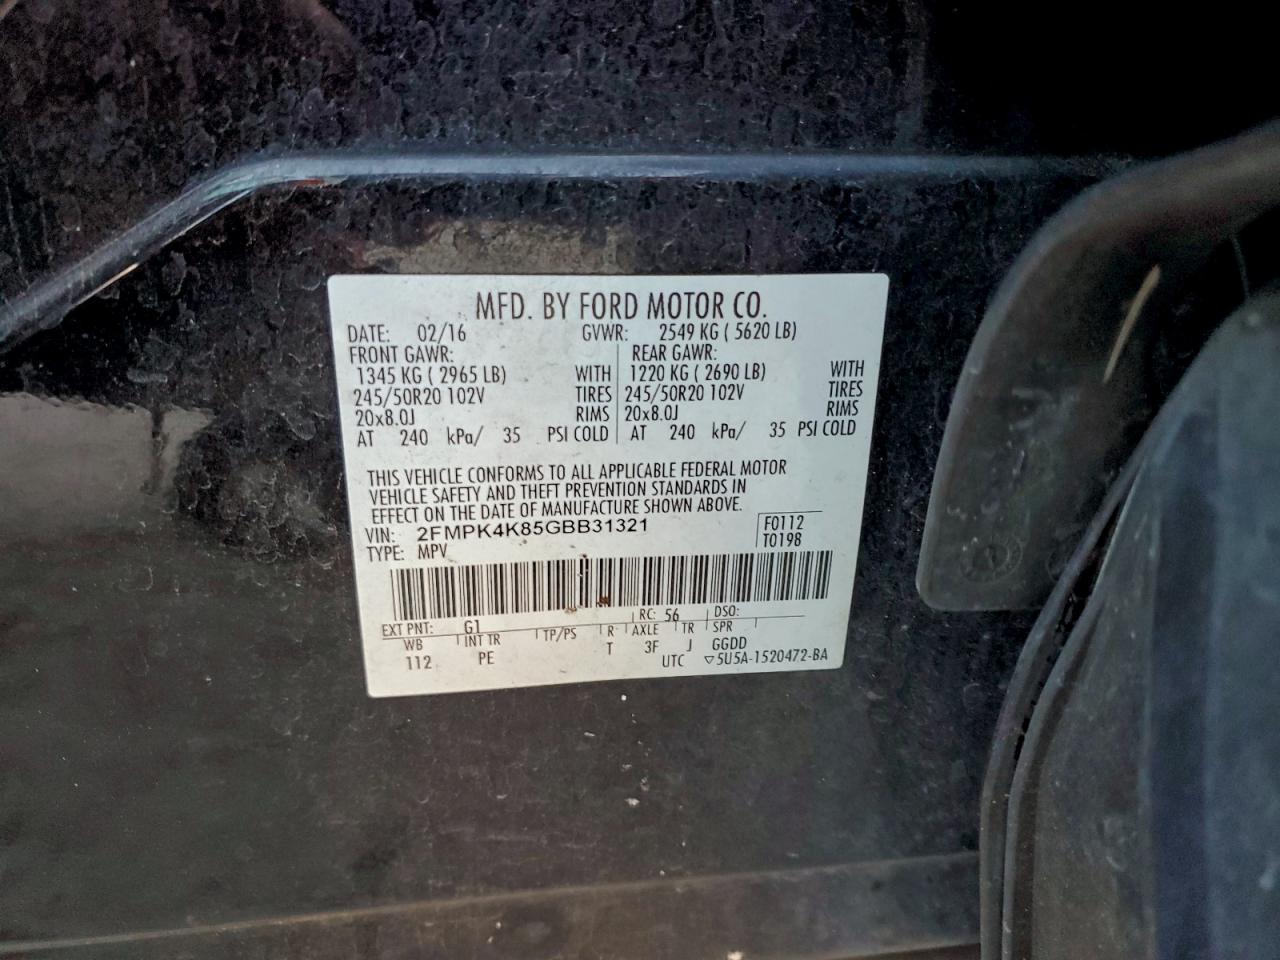 MFD. BY FORD MOTOR CO.
DATE: 02/16 GVWR: 2549 KG ( 5620 LB)
FRONT GAWR: REAR GAWR:
1345 KG ( 2965 LB) WITH 1220 KG ( 2690 LB) WITH
245/50R20 102V TIRES 245/50R20 102V TIRES
20x8.0J RIMS 20x8.0J RIMS
AT 240 kPa/ 35 PSI COLD AT 240 kPa/ 35 PSI COLD
THIS VEHICLE CONFORMS TO ALL APPLICABLE FEDERAL MOTOR
VEHICLE SAFETY AND THEFT PREVENTION STANDARDS IN
EFFECT ON THE DATE OF MANUFACTURE SHOWN ABOVE.
VIN: 2FMPK4K85GBB31321 F0112
TYPE: MPV T0198
EXT PNT: G1 RC: 56 DSO:
WB INT TR TP/PS R AXLE TR SPR
112 PE T 3F J GGDD
UTC ▽5U5A-1520472-BA